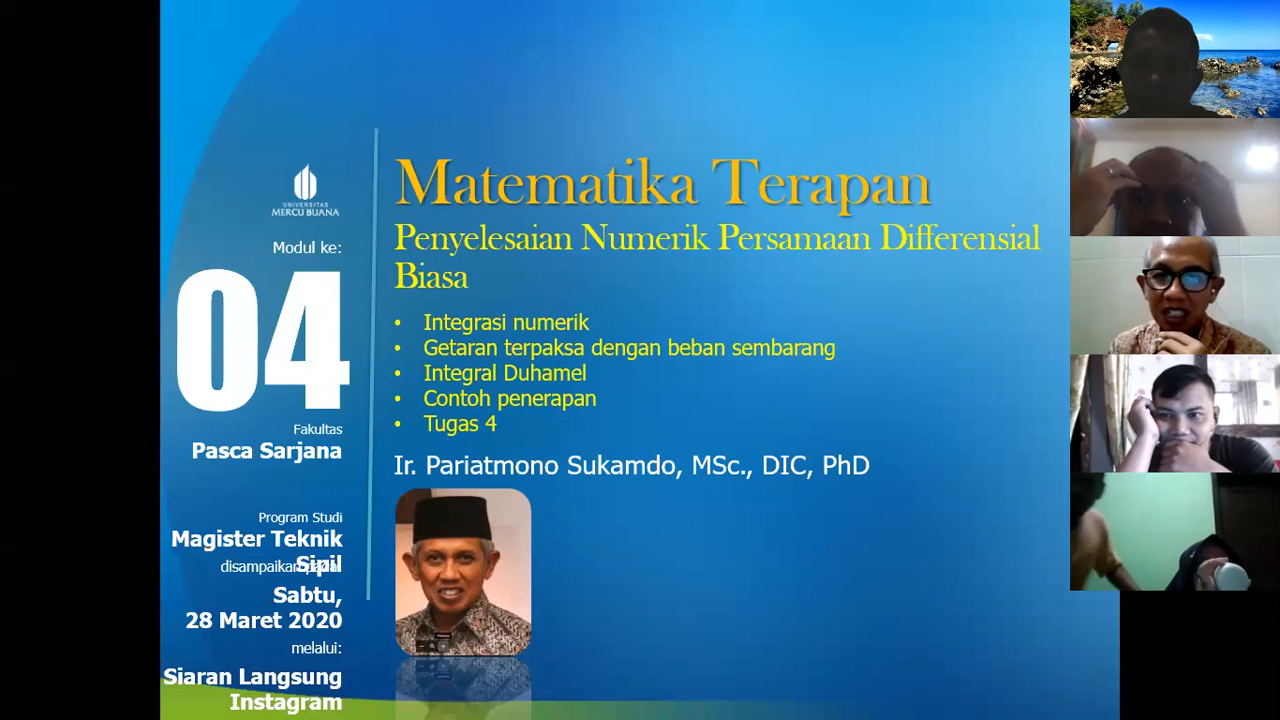 UNIVERSITAS
MERCU BUANA
Modul ke:
04
Fakultas
Pasca Sarjana
Program Studi
Magister Teknik
Sipil
disampaikan pada:
Sabtu,
28 Maret 2020
melalui:
Siaran Langsung
Instagram
Matematika Terapan
Penyelesaian Numerik Persamaan Differensial
Biasa
• Integrasi numerik
• Getaran terpaksa dengan beban sembarang
• Integral Duhamel
• Contoh penerapan
• Tugas 4
Ir. Pariatmono Sukamdo, MSc., DIC, PhD